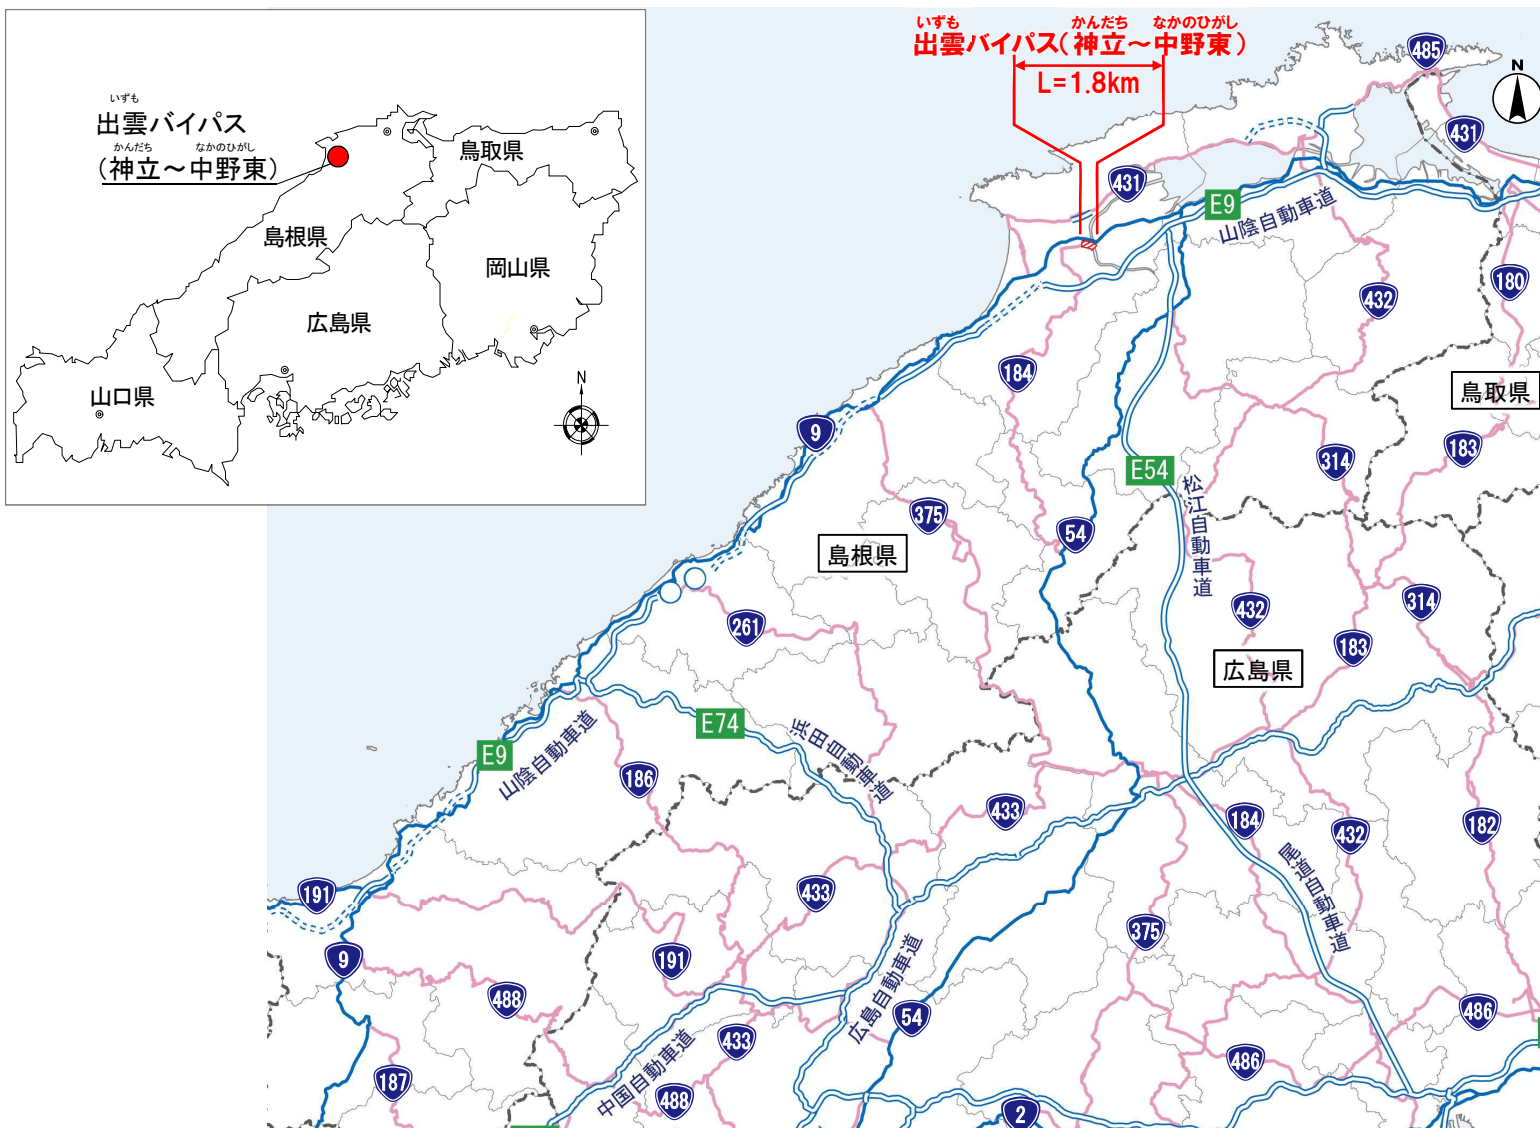 いずも
出雲バイパス
かんだち なかのひがし
(神立～中野東)
鳥取県
島根県
岡山県
広島県
山口県
N
いずも かんだち なかのひがし
出雲バイパス(神立～中野東)
L=1.8km
N
485
431
431
E9
山陰自動車道
180
432
184
鳥取県
9
183
314
E54
松江自動車道
375
54
島根県
432
314
261
183
広島県
E74
浜田自動車道
E9
山陰自動車道
186
433
184
432
182
尾道自動車道
191
433
375
9
191
広島自動車道
488
54
486
433
486
187
中国自動車道
488
2